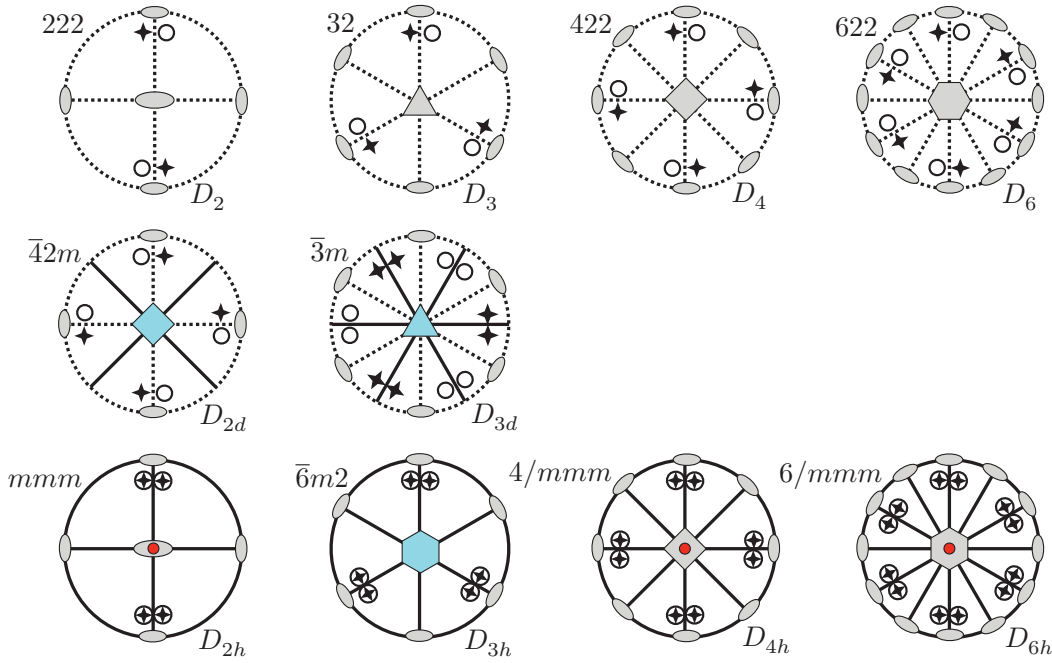 222
32
422
622
D₂
D₃
D₄
D₆
4̅2m
3̅m
D₂d
D₃d
mmm
6̅m2
4/mmm
6/mmm
D₂h
D₃h
D₄h
D₆h